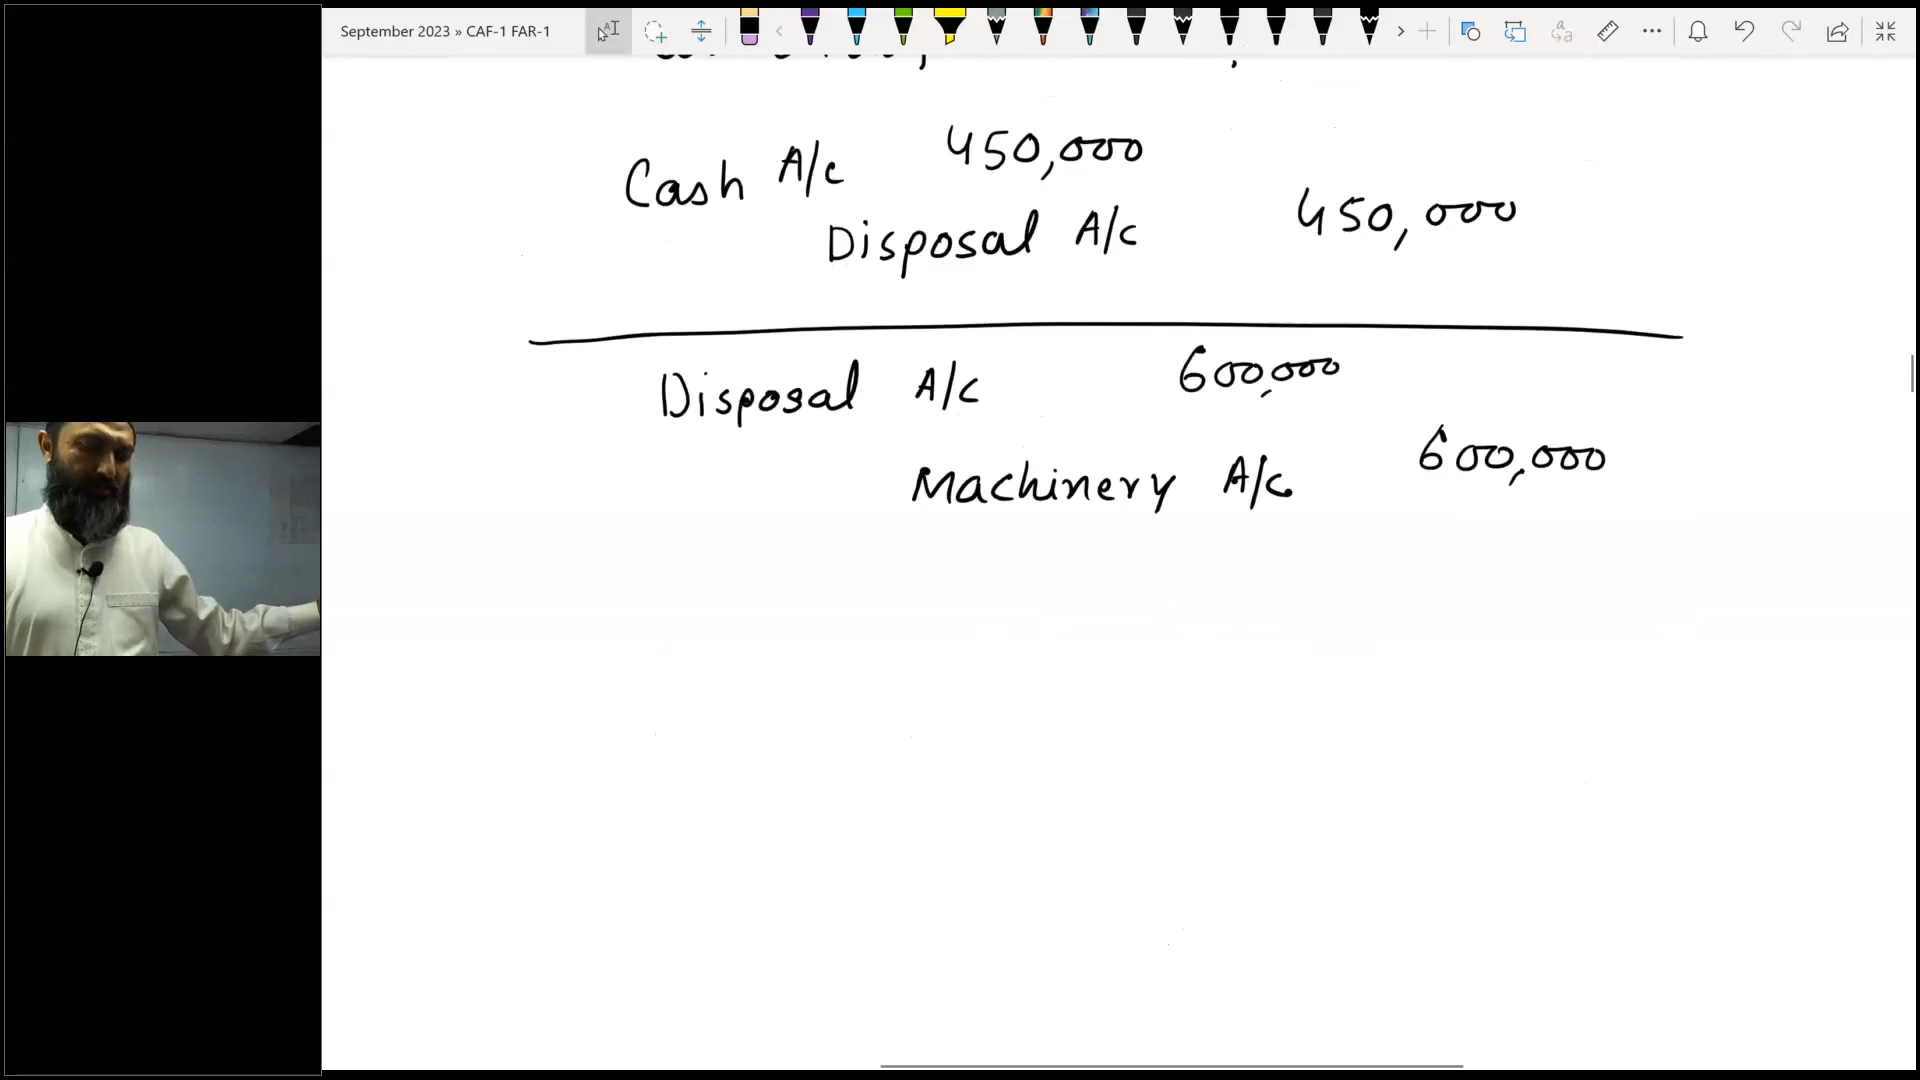 September 2023 » CAF-1 FAR-1
Cash A/c 450,000
Disposal A/c 450,000
Disposal A/c 600,000
Machinery A/c 600,000